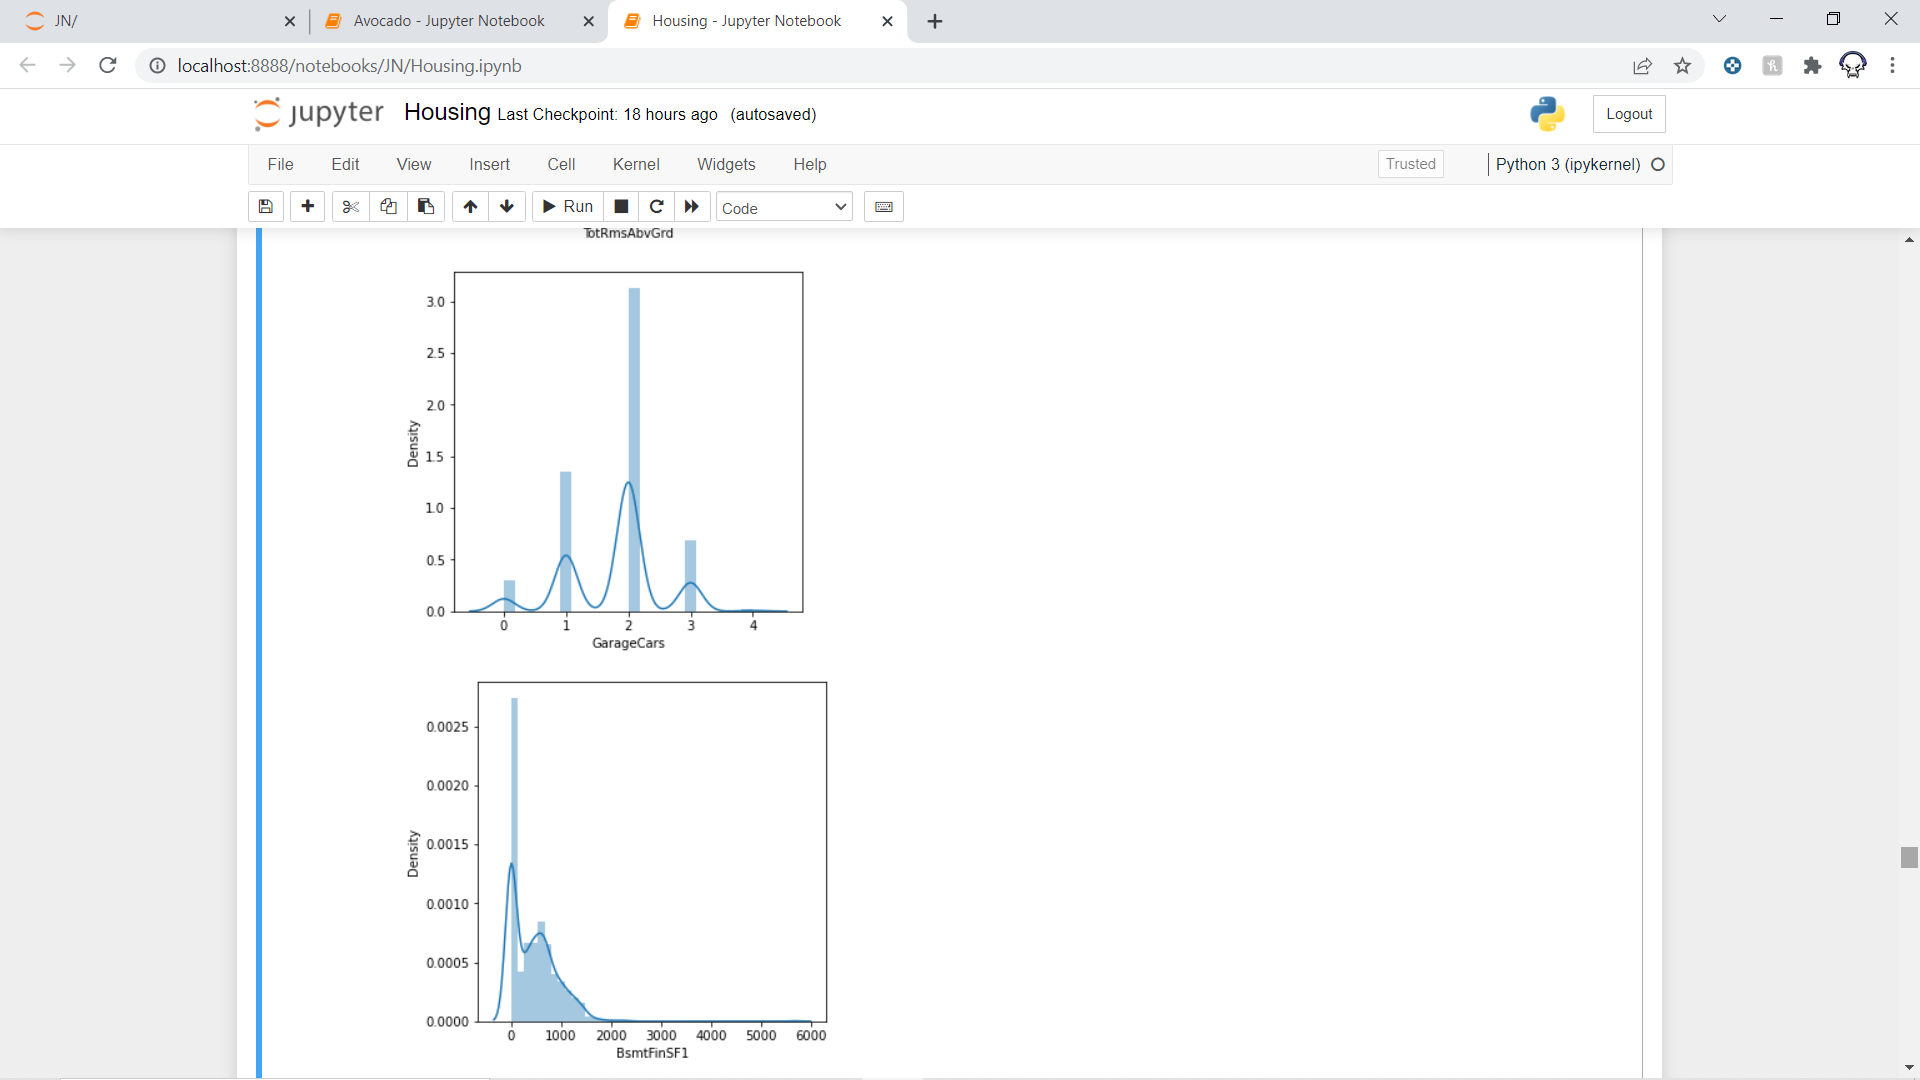 JN/ Avocado - Jupyter Notebook Housing - Jupyter Notebook
localhost:8888/notebooks/JN/Housing.ipynb
jupyter Housing Last Checkpoint: 18 hours ago (autosaved) Logout
File Edit View Insert Cell Kernel Widgets Help Trusted Python 3 (ipykernel)
Run Code
TotRmsAbvGrd
3.0
2.5
2.0
1.5
1.0
0.5
0.0
Density
0 1 2 3 4
GarageCars
0.0025
0.0020
0.0015
0.0010
0.0005
0.0000
Density
0 1000 2000 3000 4000 5000 6000
BsmtFinSF1